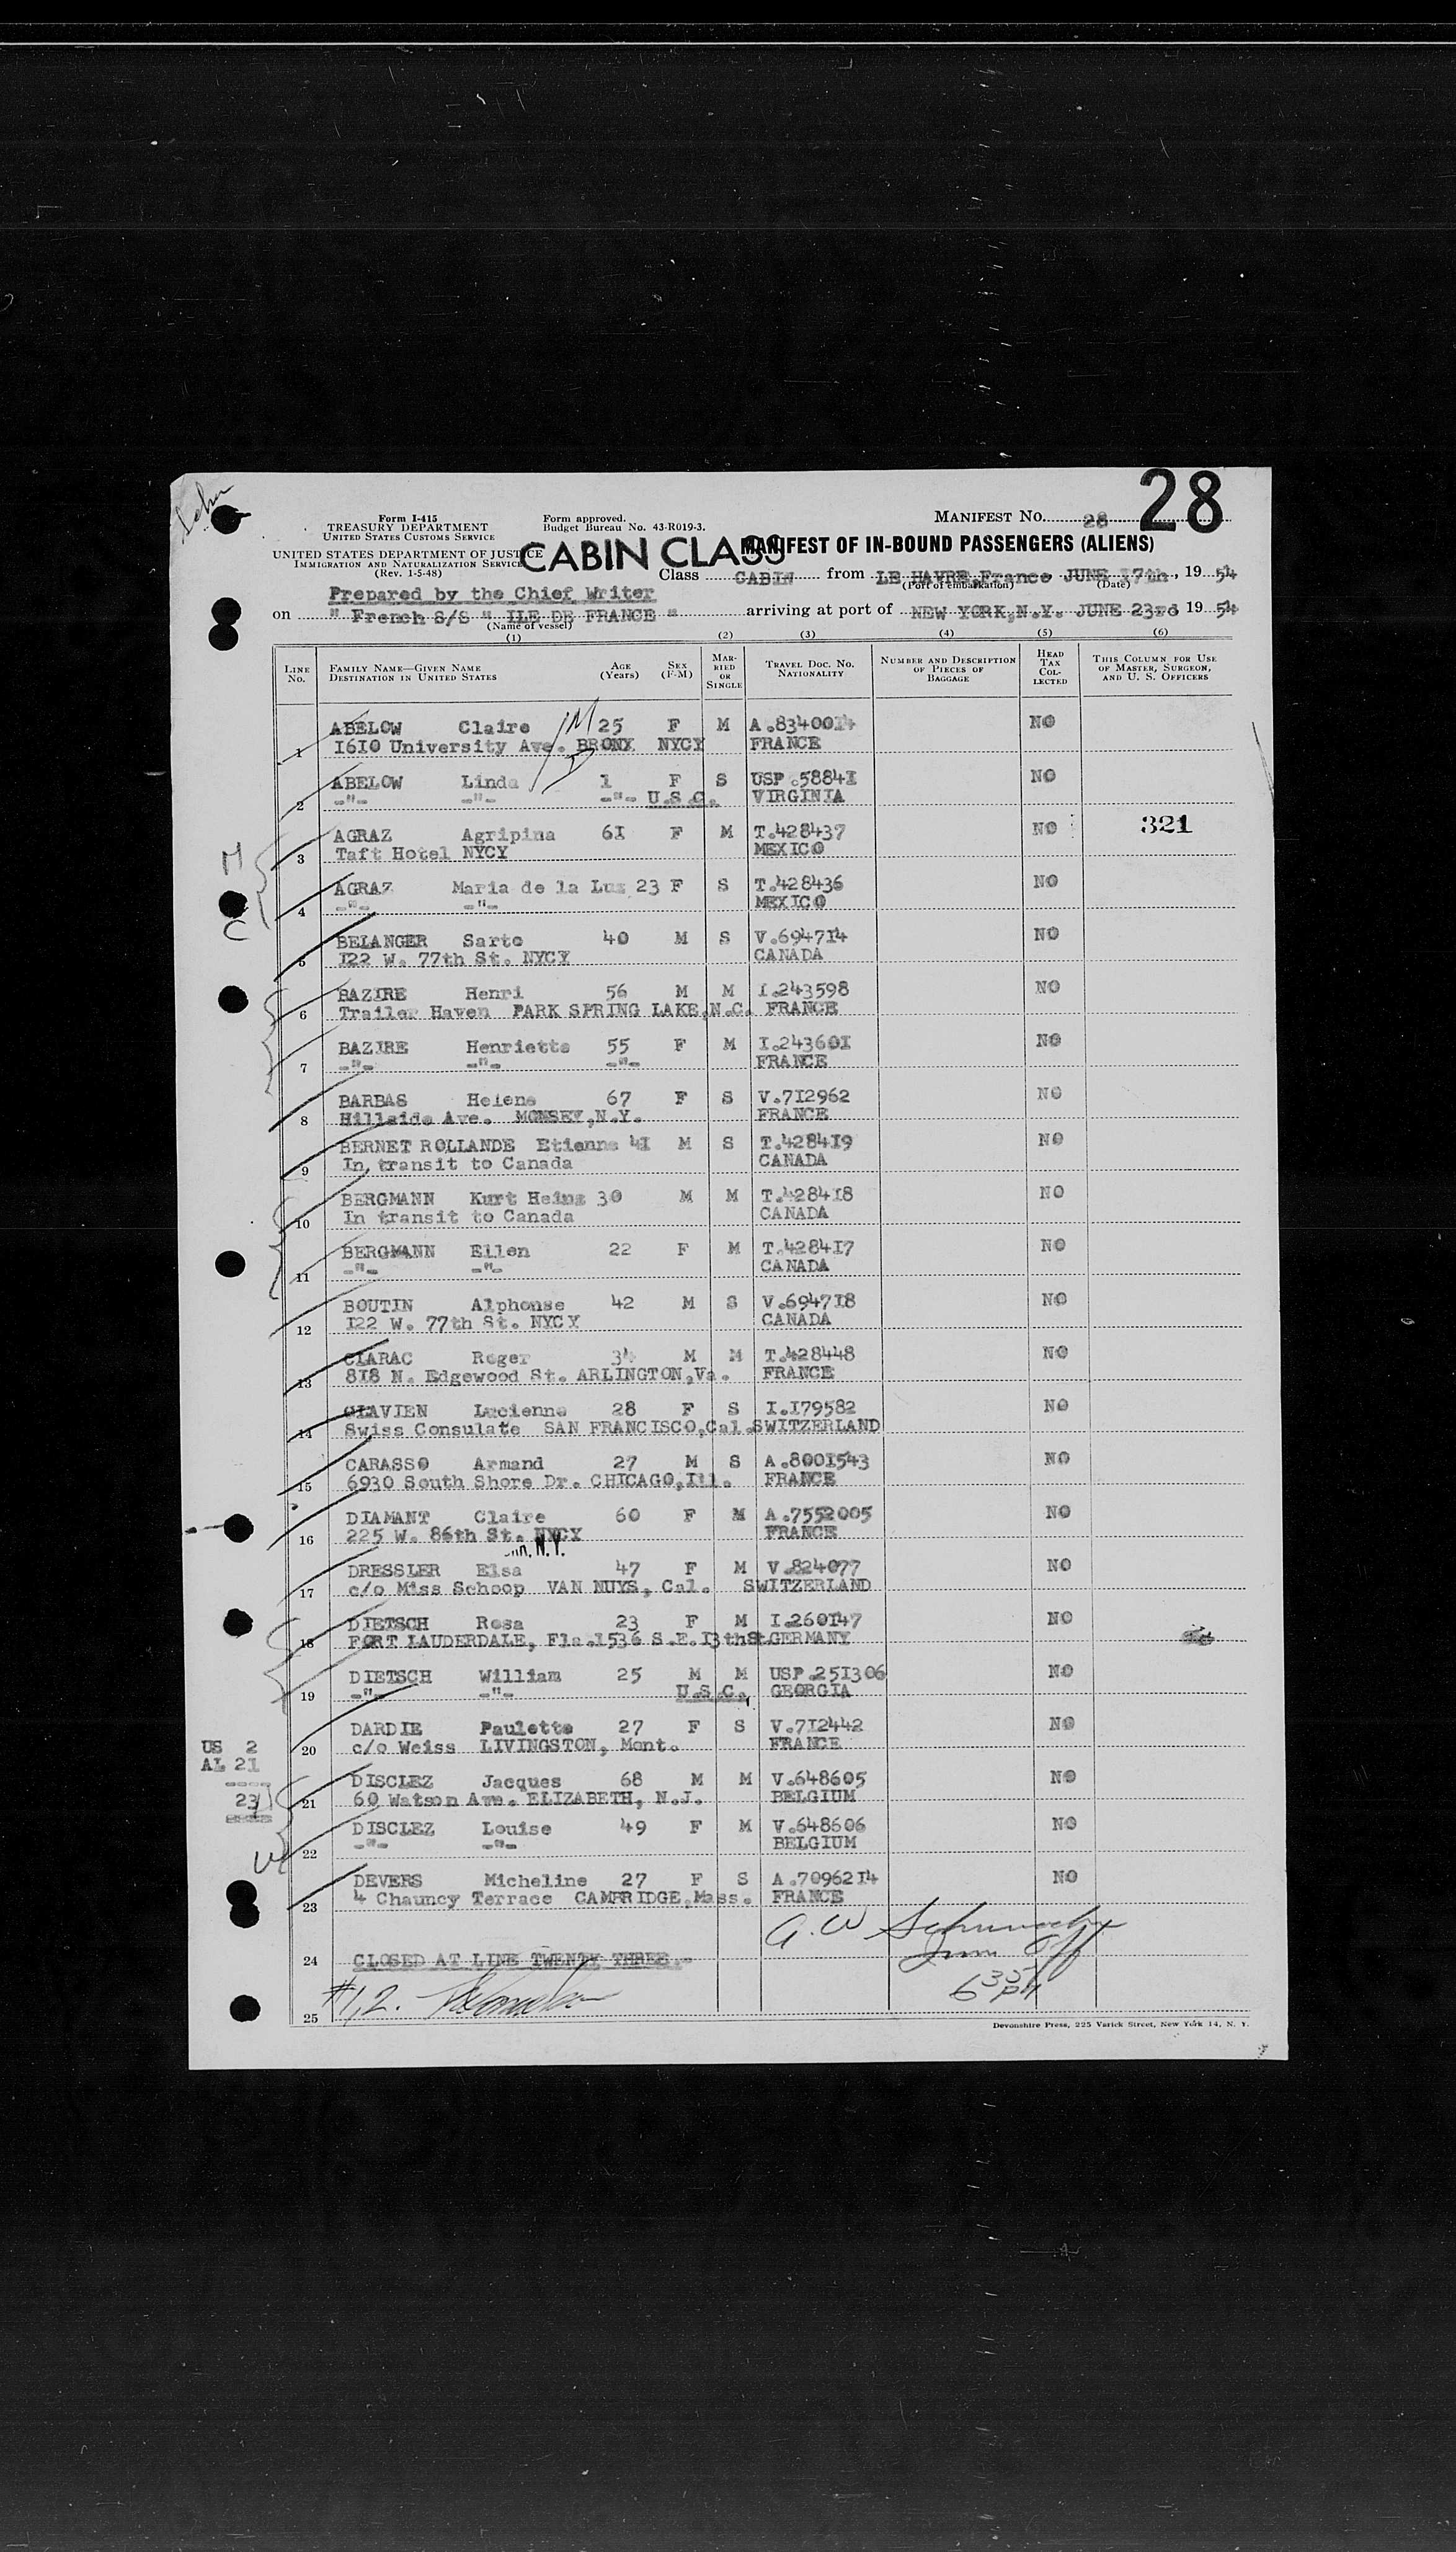 28
Form I-415
TREASURY DEPARTMENT
UNITED STATES CUSTOMS SERVICE
UNITED STATES DEPARTMENT OF JUSTICE
IMMIGRATION AND NATURALIZATION SERVICE
(Rev. 1-5-48)
Form approved.
Budget Bureau No. 43-R019-3.
MANIFEST No. 28
CABIN CLASS
MANIFEST OF IN-BOUND PASSENGERS (ALIENS)
Class CABIN from LE HAVRE,France JUNE 17th, 19 54
(Port of embarkation) (Date)
Prepared by the Chief Writer
on " French S/S " ILE DE FRANCE " arriving at port of NEW YORK,N.Y. JUNE 23rd 19 54
(Name of vessel)
(1) (2) (3) (4) (5) (6)
LINE No. FAMILY NAME—GIVEN NAME DESTINATION IN UNITED STATES AGE (Years) SEX (F-M) MARRIED OR SINGLE TRAVEL DOC. NO. NATIONALITY NUMBER AND DESCRIPTION OF PIECES OF BAGGAGE HEAD TAX COLLECTED THIS COLUMN FOR USE OF MASTER, SURGEON, AND U. S. OFFICERS
ABELOW Claire 25 F M A.8340014 NO
1 1610 University Ave. BRONX NYCY FRANCE
ABELOW Linda 1 F S USP.58841 NO
2 -"- -"- -"- U.S.C. VIRGINIA
AGRAZ Agripina 61 F M T.428437 NO 321
3 Taft Hotel NYCY MEXICO
M
AGRAZ Maria de la Luz 23 F S T.428436 NO
4 -"- -"- MEXICO
C
BELANGER Sarto 40 M S V.694714 NO
5 122 W. 77th St. NYCY CANADA
BAZIRE Henri 56 M M I.243598 NO
6 Trailer Haven PARK SPRING LAKE,N.C. FRANCE
BAZIRE Henriette 55 F M I.243601 NO
7 -"- -"- -"- FRANCE
BARBAS Helene 67 F S V.712962 NO
8 Hillside Ave. MONSEY,N.Y. FRANCE
BERNET ROLLANDE Etienne 41 M S T.428419 NO
9 In transit to Canada CANADA
BERGMANN Kurt Heinz 30 M M T.428418 NO
10 In transit to Canada CANADA
BERGMANN Ellen 22 F M T.428417 NO
11 -"- -"- CANADA
BOUTIN Alphonse 42 M S V.694718 NO
12 122 W. 77th St. NYCY CANADA
CLARAC Roger 34 M M T.428448 NO
13 818 N. Edgewood St. ARLINGTON,Va. FRANCE
CLAVIEN Lucienne 28 F S I.179582 NO
14 Swiss Consulate SAN FRANCISCO,Cal. SWITZERLAND
CARASSO Armand 27 M S A.8001543 NO
15 6930 South Shore Dr. CHICAGO,Ill. FRANCE
DIAMANT Claire 60 F M A.7552005 NO
16 225 W. 86th St. NYCY FRANCE
N.Y.
DRESSLER Elsa 47 F M V.824077 NO
17 c/o Miss Schoop VAN NUYS, Cal. SWITZERLAND
DIETSCH Rosa 23 F M I.260147 NO
18 FORT LAUDERDALE, Fla.1536 S.E.13thSt. GERMANY
DIETSCH William 25 M M USP.251306 NO
19 -"- -"- U.S.C. GEORGIA
DARDIE Paulette 27 F S V.712442 NO
20 c/o Weiss LIVINGSTON, Mont. FRANCE
US 2
AL 21
23
DISCLEZ Jacques 68 M M V.648605 NO
21 60 Watson Ave. ELIZABETH, N.J. BELGIUM
DISCLEZ Louise 49 F M V.648606 NO
22 -"- -"- BELGIUM
DEVERS Micheline 27 F S A.7096214 NO
23 4 Chauncy Terrace CAMBRIDGE,Mass. FRANCE
24 CLOSED AT LINE TWENTY THREE.-
#1,2.
6 35 PM
25
Devonshire Press, 225 Varick Street, New York 14, N. Y.